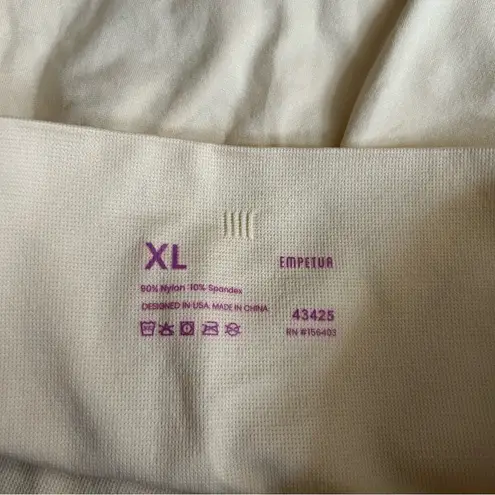 XL
EMPETUA
90% Nylon 10% Spandex
DESIGNED IN USA MADE IN CHINA
43425
RN #156403